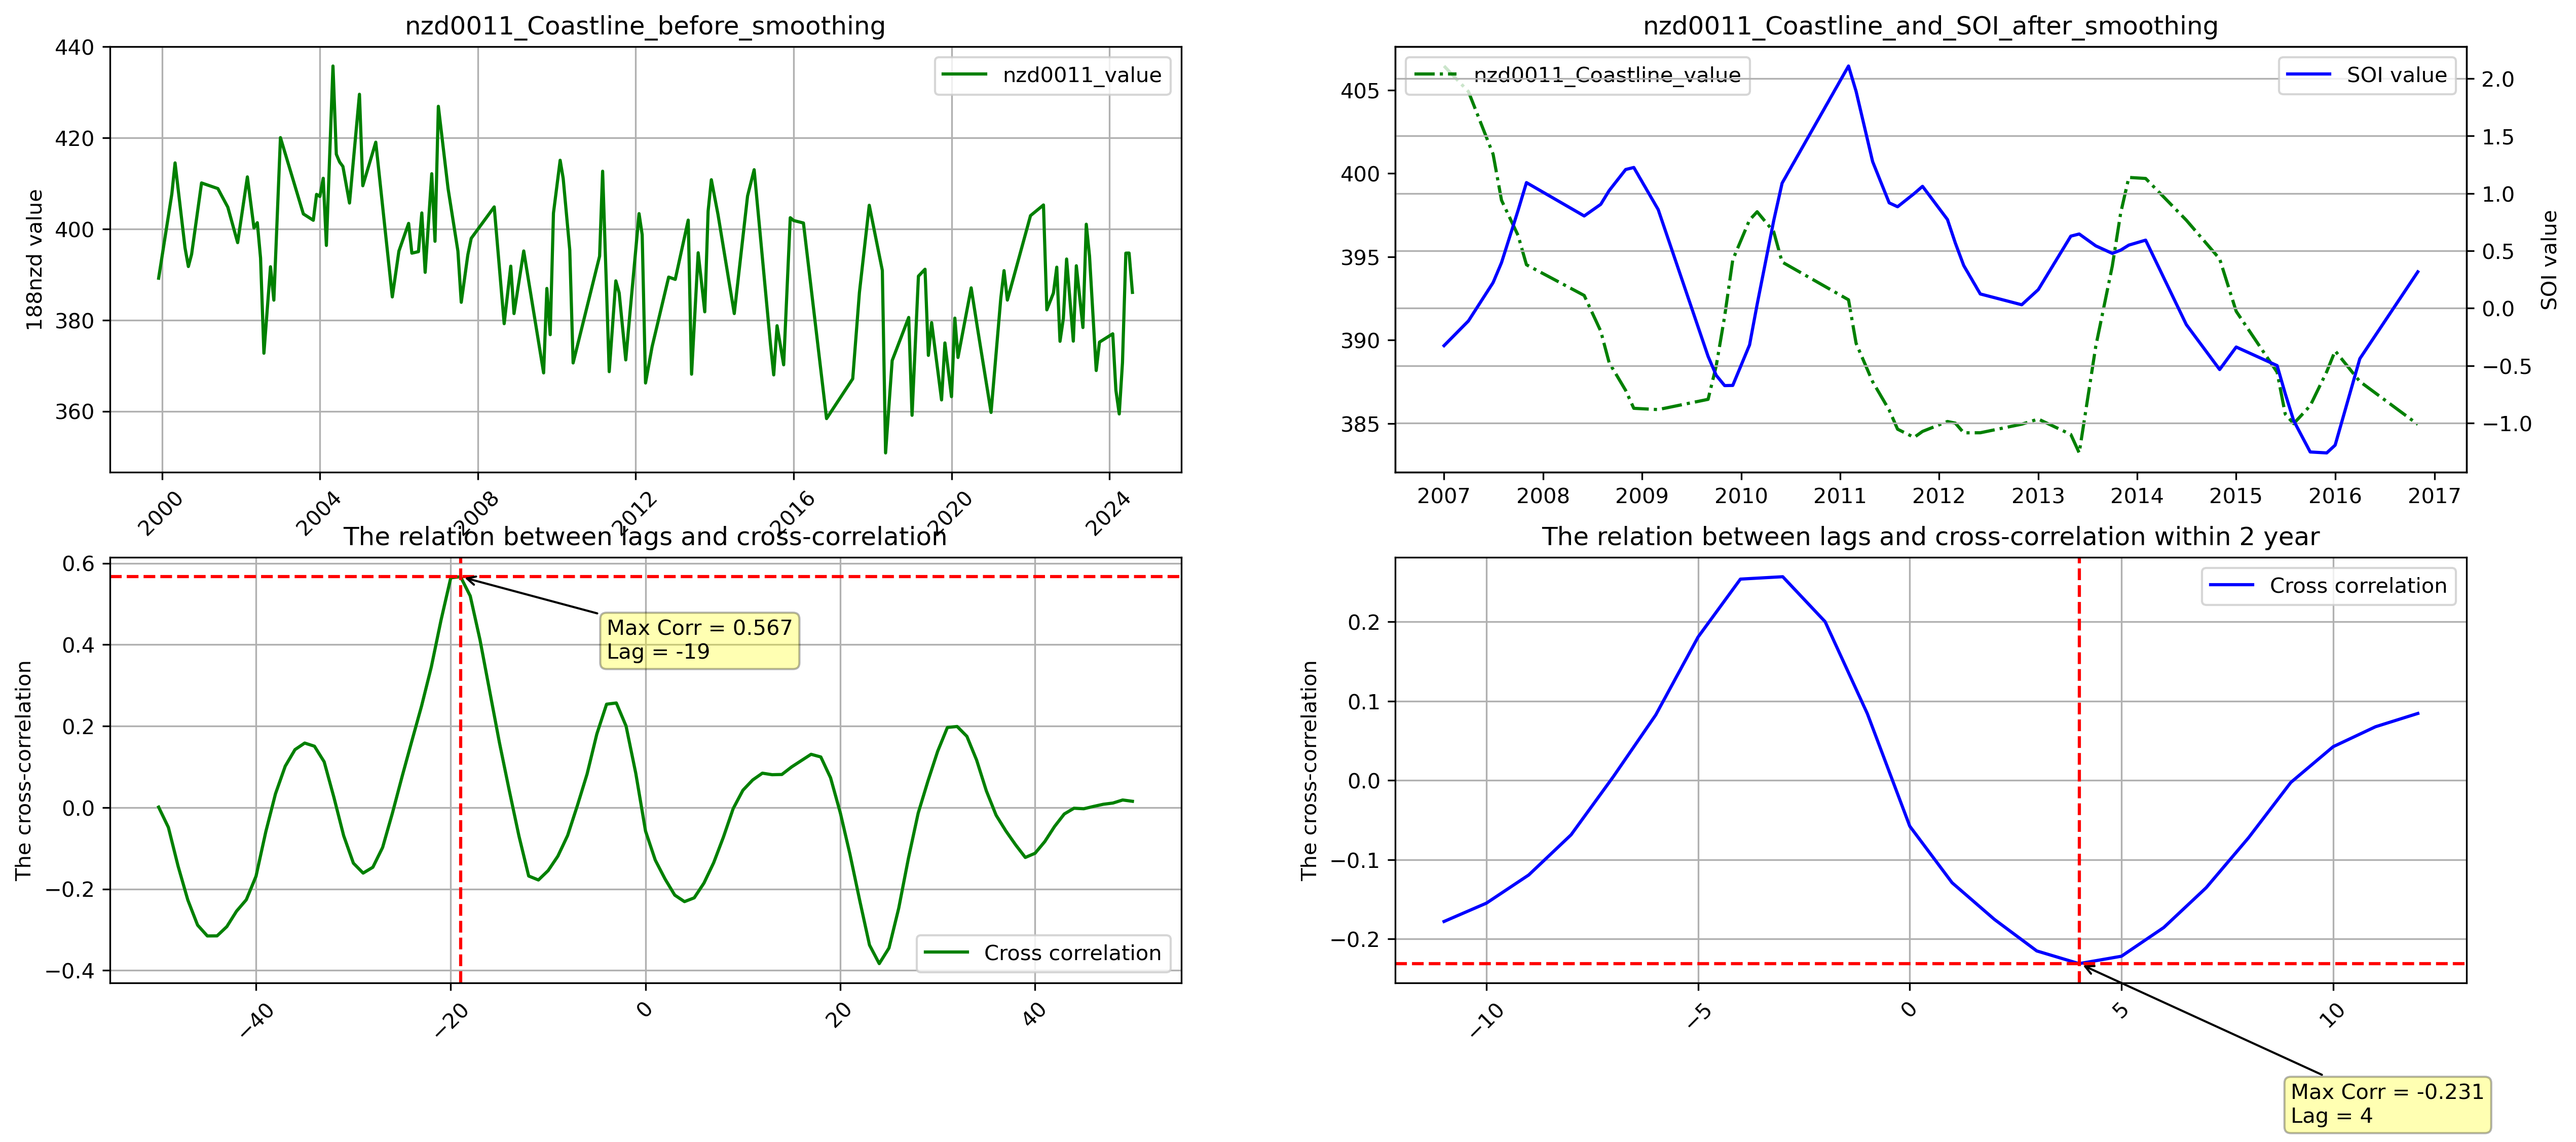 nzd0011_Coastline_before_smoothing
188nzd value
440
420
400
380
360
nzd0011_value
2000
2004
2008
2012
2016
2020
2024
nzd0011_Coastline_and_SOI_after_smoothing
405
400
395
390
385
nzd0011_Coastline_value
SOI value
2.0
1.5
1.0
0.5
0.0
−0.5
−1.0
SOI value
2007 2008 2009 2010 2011 2012 2013 2014 2015 2016 2017
The relation between lags and cross-correlation
The cross-correlation
0.6
0.4
0.2
0.0
−0.2
−0.4
Max Corr = 0.567
Lag = -19
Cross correlation
−40
−20
0
20
40
The relation between lags and cross-correlation within 2 year
The cross-correlation
0.2
0.1
0.0
−0.1
−0.2
Cross correlation
−10
−5
0
5
10
Max Corr = -0.231
Lag = 4